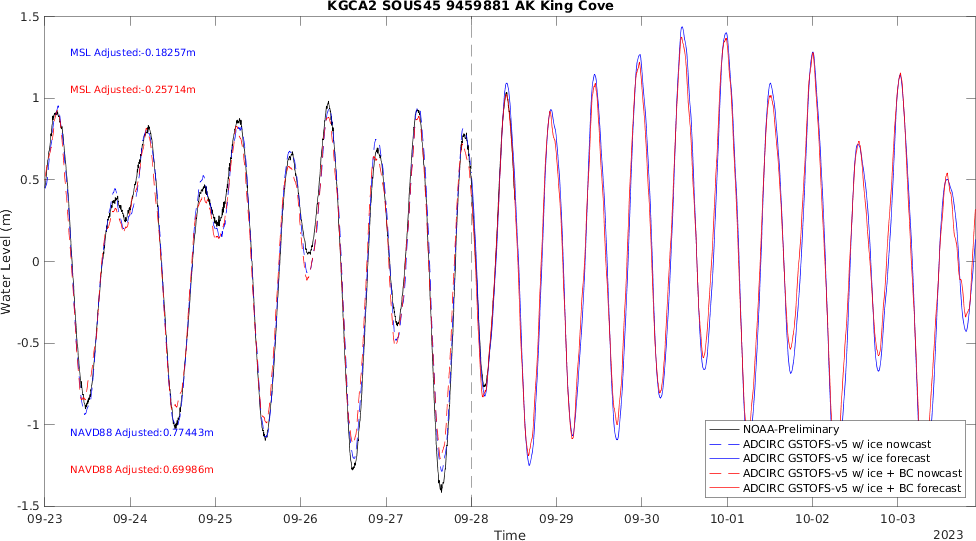 KGCA2 SOUS45 9459881 AK King Cove
1.5
MSL Adjusted:-0.18257m
MSL Adjusted:-0.25714m
1
0.5
Water Level (m)
0
-0.5
-1
NAVD88 Adjusted:0.77443m
NAVD88 Adjusted:0.69986m
-1.5
NOAA-Preliminary
ADCIRC GSTOFS-v5 w/ ice nowcast
ADCIRC GSTOFS-v5 w/ ice forecast
ADCIRC GSTOFS-v5 w/ ice + BC nowcast
ADCIRC GSTOFS-v5 w/ ice + BC forecast
09-23 09-24 09-25 09-26 09-27 09-28 09-29 09-30 10-01 10-02 10-03
Time
2023